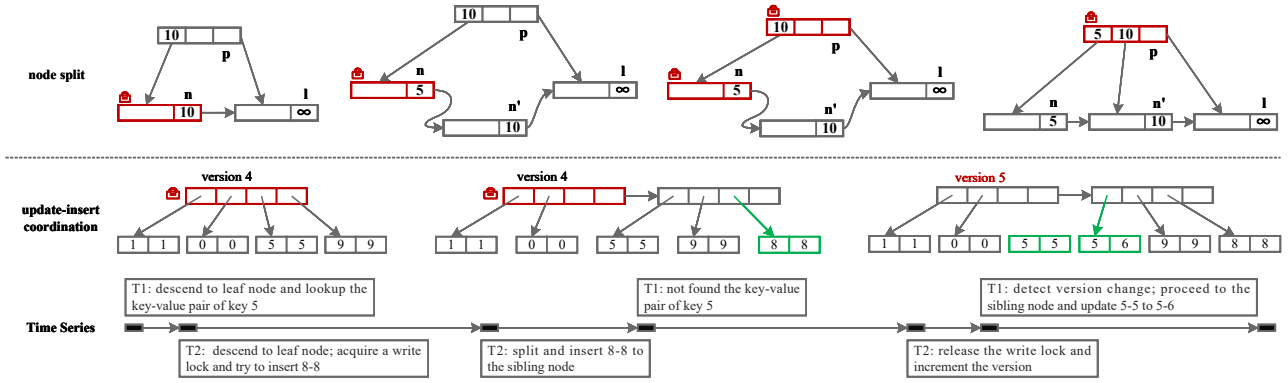 node split
10
p
n
10
l
∞
10
p
n
5
n'
10
l
∞
10
p
n
5
n'
10
l
∞
5 10
p
n
5
n'
10
l
∞
update-insert
coordination
version 4
1 1
0 0
5 5
9 9
version 4
1 1
0 0
5 5
9 9
8 8
version 5
1 1
0 0
5 5
5 6
9 9
8 8
Time Series
T1: descend to leaf node and lookup the
key-value pair of key 5
T2: descend to leaf node; acquire a write
lock and try to insert 8-8
T2: split and insert 8-8 to
the sibling node
T1: not found the key-value
pair of key 5
T2: release the write lock and
increment the version
T1: detect version change; proceed to the
sibling node and update 5-5 to 5-6